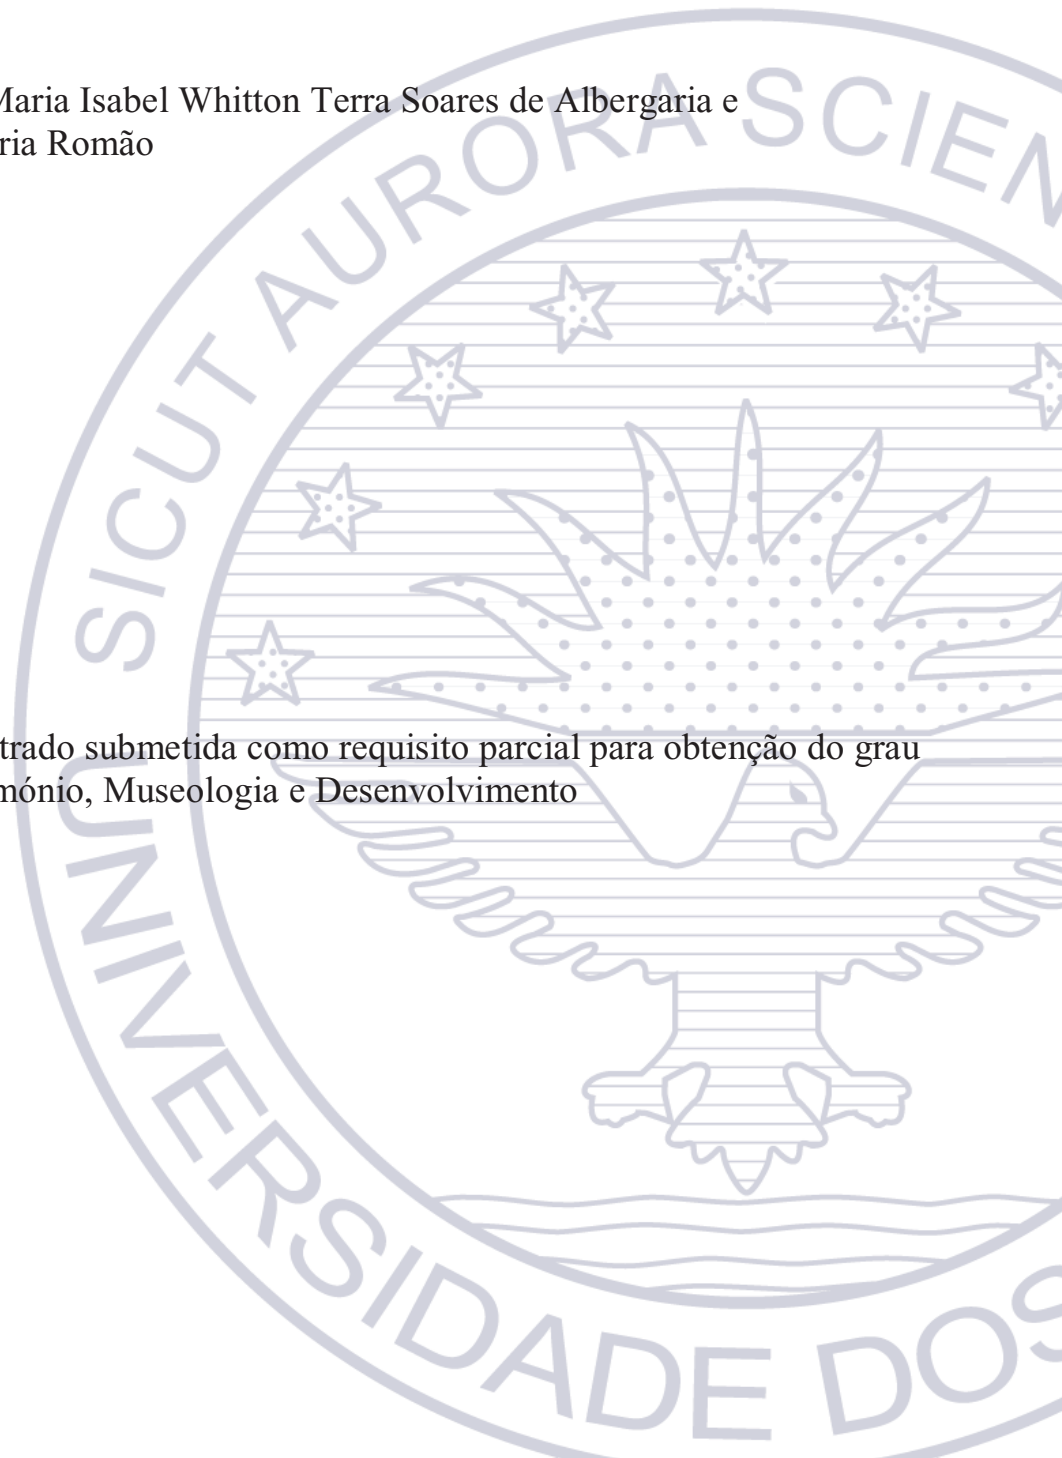 Maria Isabel Whitton Terra Soares de Albergaria e
ria Romão
trado submetida como requisito parcial para obtenção do grau
mónio, Museologia e Desenvolvimento
SICUT AURORA SCIEN
UNIVERSIDADE DOS